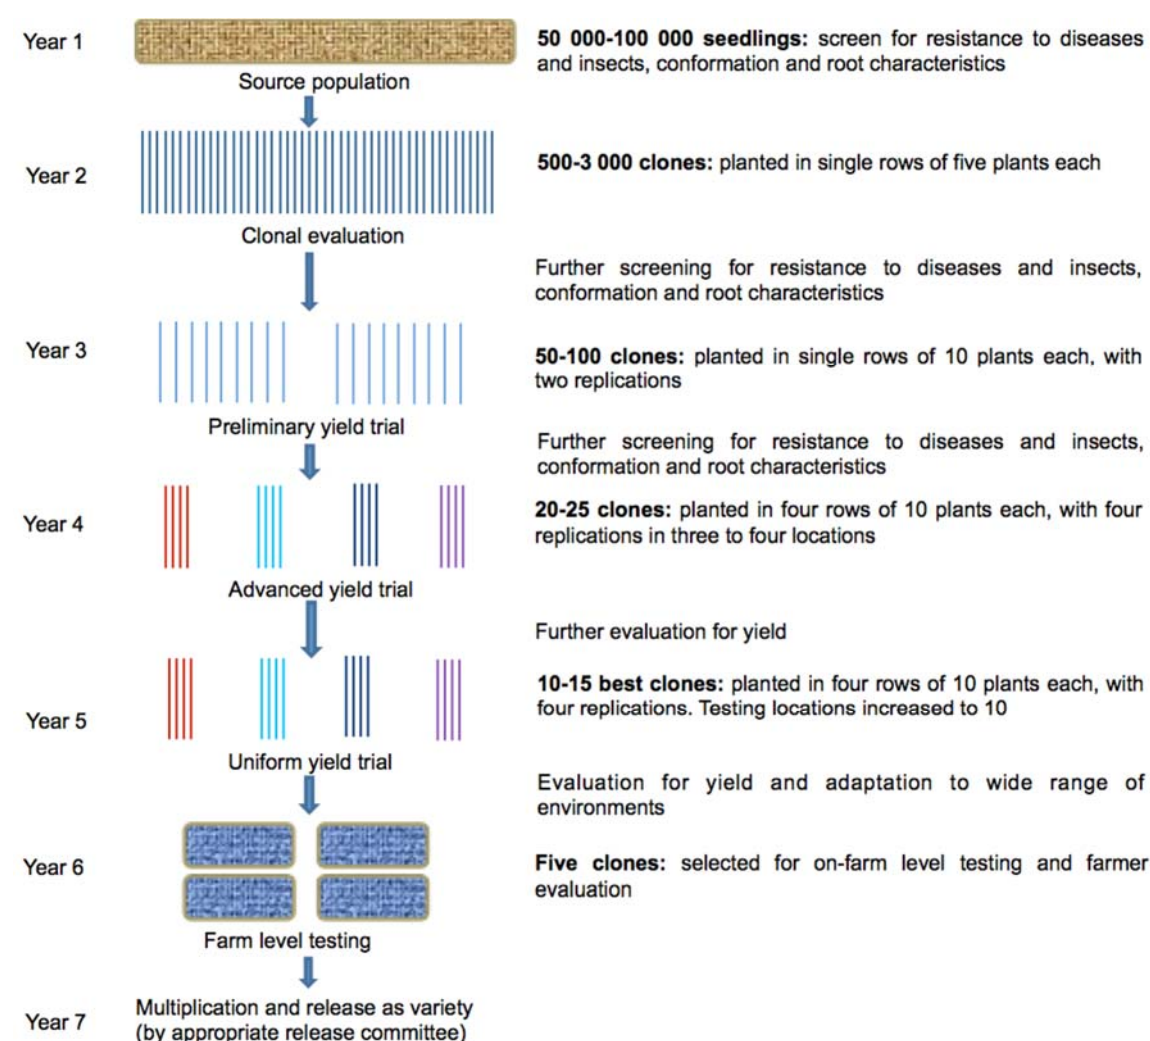 Year 1
50 000-100 000 seedlings: screen for resistance to diseases
and insects, conformation and root characteristics
Source population
Year 2
500-3 000 clones: planted in single rows of five plants each
Clonal evaluation
Further screening for resistance to diseases and insects,
conformation and root characteristics
Year 3
50-100 clones: planted in single rows of 10 plants each, with
two replications
Preliminary yield trial
Further screening for resistance to diseases and insects,
conformation and root characteristics
Year 4
20-25 clones: planted in four rows of 10 plants each, with four
replications in three to four locations
Advanced yield trial
Further evaluation for yield
Year 5
10-15 best clones: planted in four rows of 10 plants each, with
four replications. Testing locations increased to 10
Uniform yield trial
Evaluation for yield and adaptation to wide range of
environments
Year 6
Five clones: selected for on-farm level testing and farmer
evaluation
Farm level testing
Year 7
Multiplication and release as variety
(by appropriate release committee)